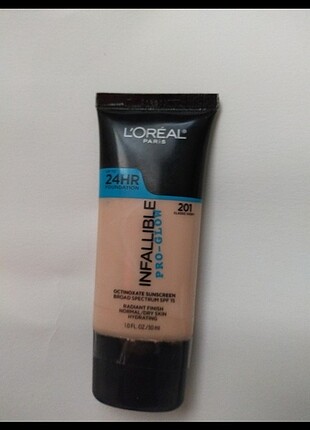 L'ORÉAL
PARIS
24HR
FOUNDATION
201
INFALLIBLE
PRO-GLOW
OCTINOXATE SUNSCREEN
BROAD SPECTRUM SPF 15
RADIANT FINISH
NORMAL/DRY SKIN
HYDRATING
1.0 FL. OZ/30 ml